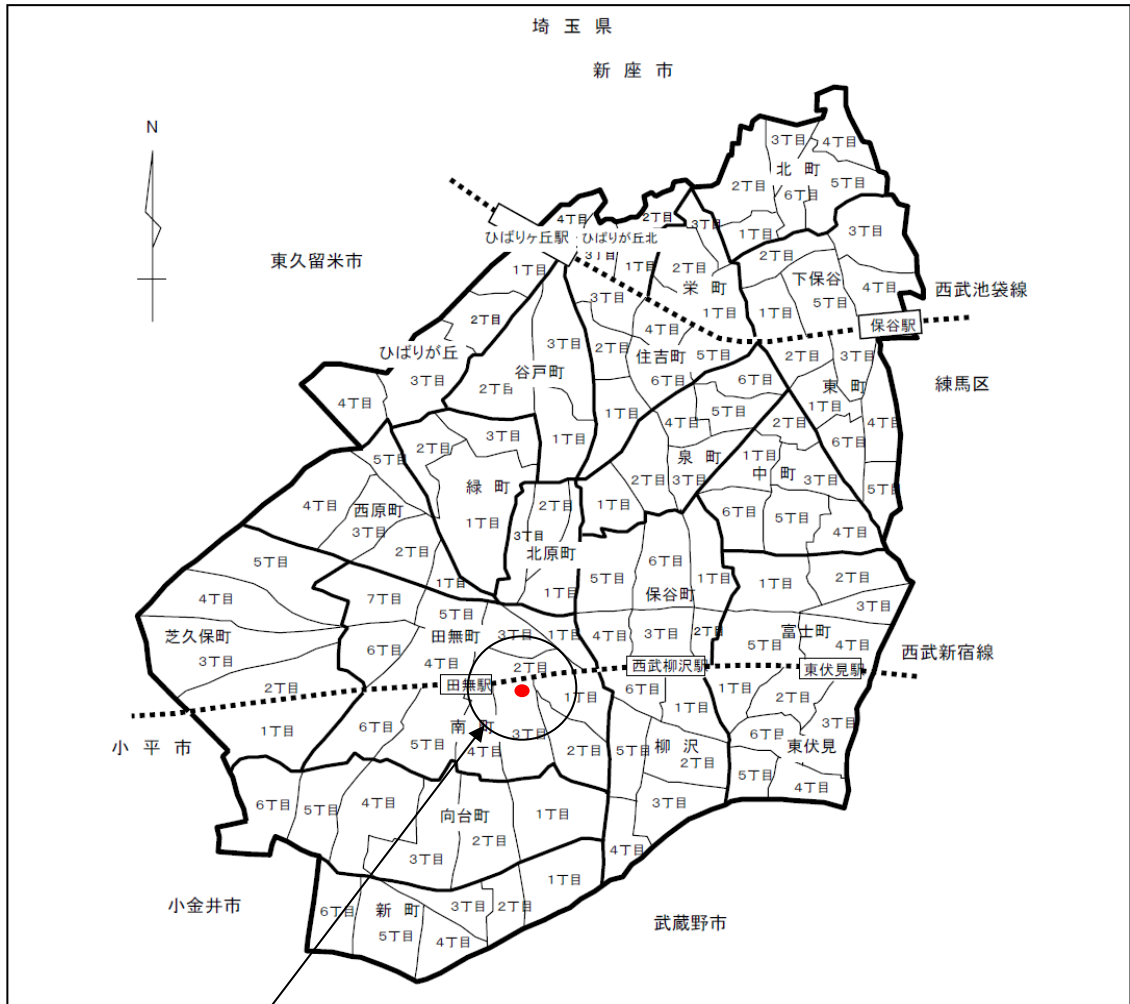 埼玉県
新座市
N
3丁目
4丁目
北町
2丁目
6丁目
5丁目
1丁目
4丁目
2丁目
3丁目
3丁目
ひばりヶ丘駅
ひばりが丘北
3丁目
1丁目
東久留米市
1丁目
2丁目
栄町
1丁目
2丁目
下保谷
4丁目
1丁目
5丁目
西武池袋線
保谷駅
2丁目
ひばりが丘
3丁目
4丁目
3丁目
谷戸町
2丁目
1丁目
3丁目
4丁目
2丁目
住吉町
5丁目
6丁目
1丁目
2丁目
3丁目
東町
1丁目
4丁目
6丁目
5丁目
練馬区
6丁目
5丁目
4丁目
泉町
2丁目
3丁目
1丁目
2丁目
1丁目
中町
3丁目
6丁目
5丁目
4丁目
2丁目
3丁目
緑町
1丁目
5丁目
4丁目
西原町
3丁目
2丁目
1丁目
2丁目
3丁目
北原町
1丁目
6丁目
5丁目
保谷町
1丁目
4丁目
3丁目
2丁目
1丁目
2丁目
3丁目
富士町
5丁目
4丁目
西武新宿線
5丁目
4丁目
芝久保町
3丁目
2丁目
1丁目
7丁目
5丁目
田無町
3丁目
1丁目
6丁目
4丁目
2丁目
田無駅
西武柳沢駅
東伏見駅
小平市
6丁目
南町
5丁目
4丁目
3丁目
1丁目
2丁目
6丁目
1丁目
5丁目
柳沢
2丁目
3丁目
4丁目
1丁目
2丁目
3丁目
6丁目
東伏見
5丁目
4丁目
6丁目
5丁目
4丁目
向台町
1丁目
2丁目
3丁目
小金井市
1丁目
6丁目
新町
3丁目
2丁目
5丁目
4丁目
武蔵野市